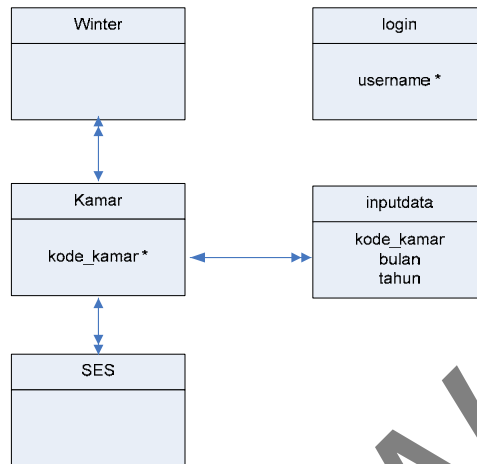 Winter
login
username *
Kamar
kode_kamar *
inputdata
kode_kamar
bulan
tahun
SES